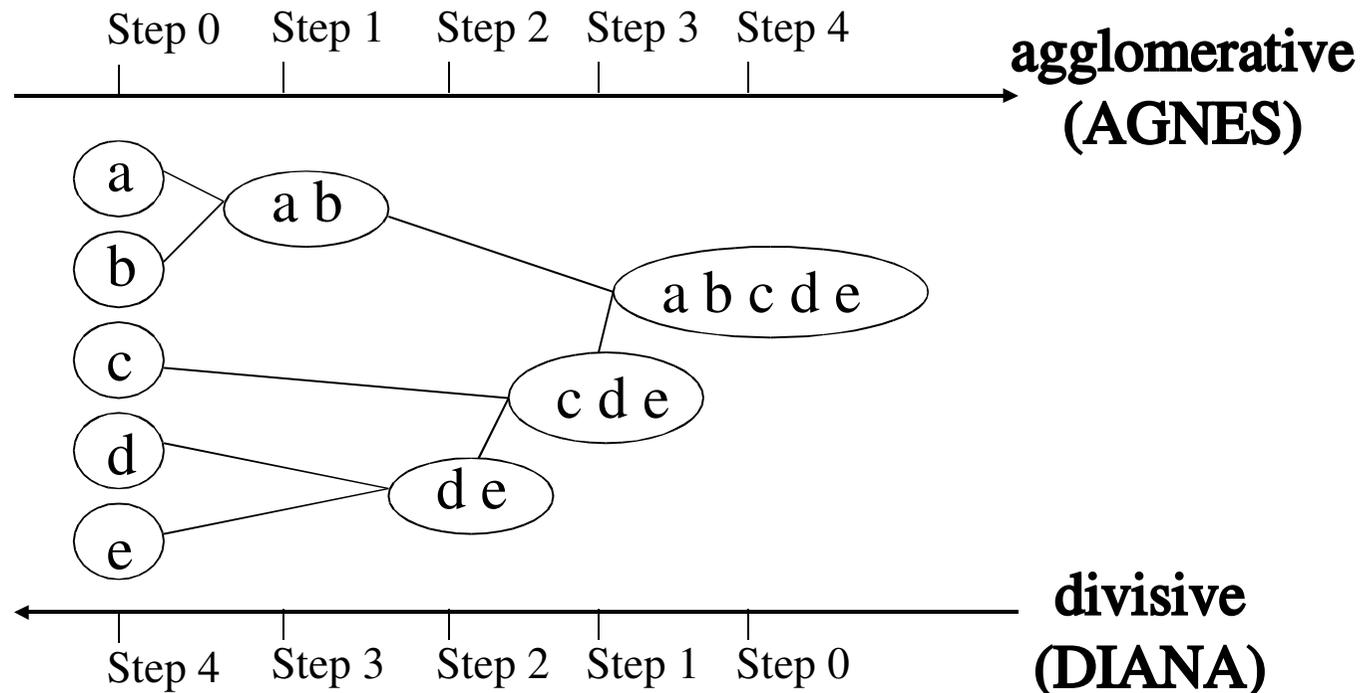 Step 0 Step 1 Step 2 Step 3 Step 4
agglomerative
(AGNES)
a
a b
b
a b c d e
c
c d e
d
d e
e
divisive
(DIANA)
Step 4 Step 3 Step 2 Step 1 Step 0